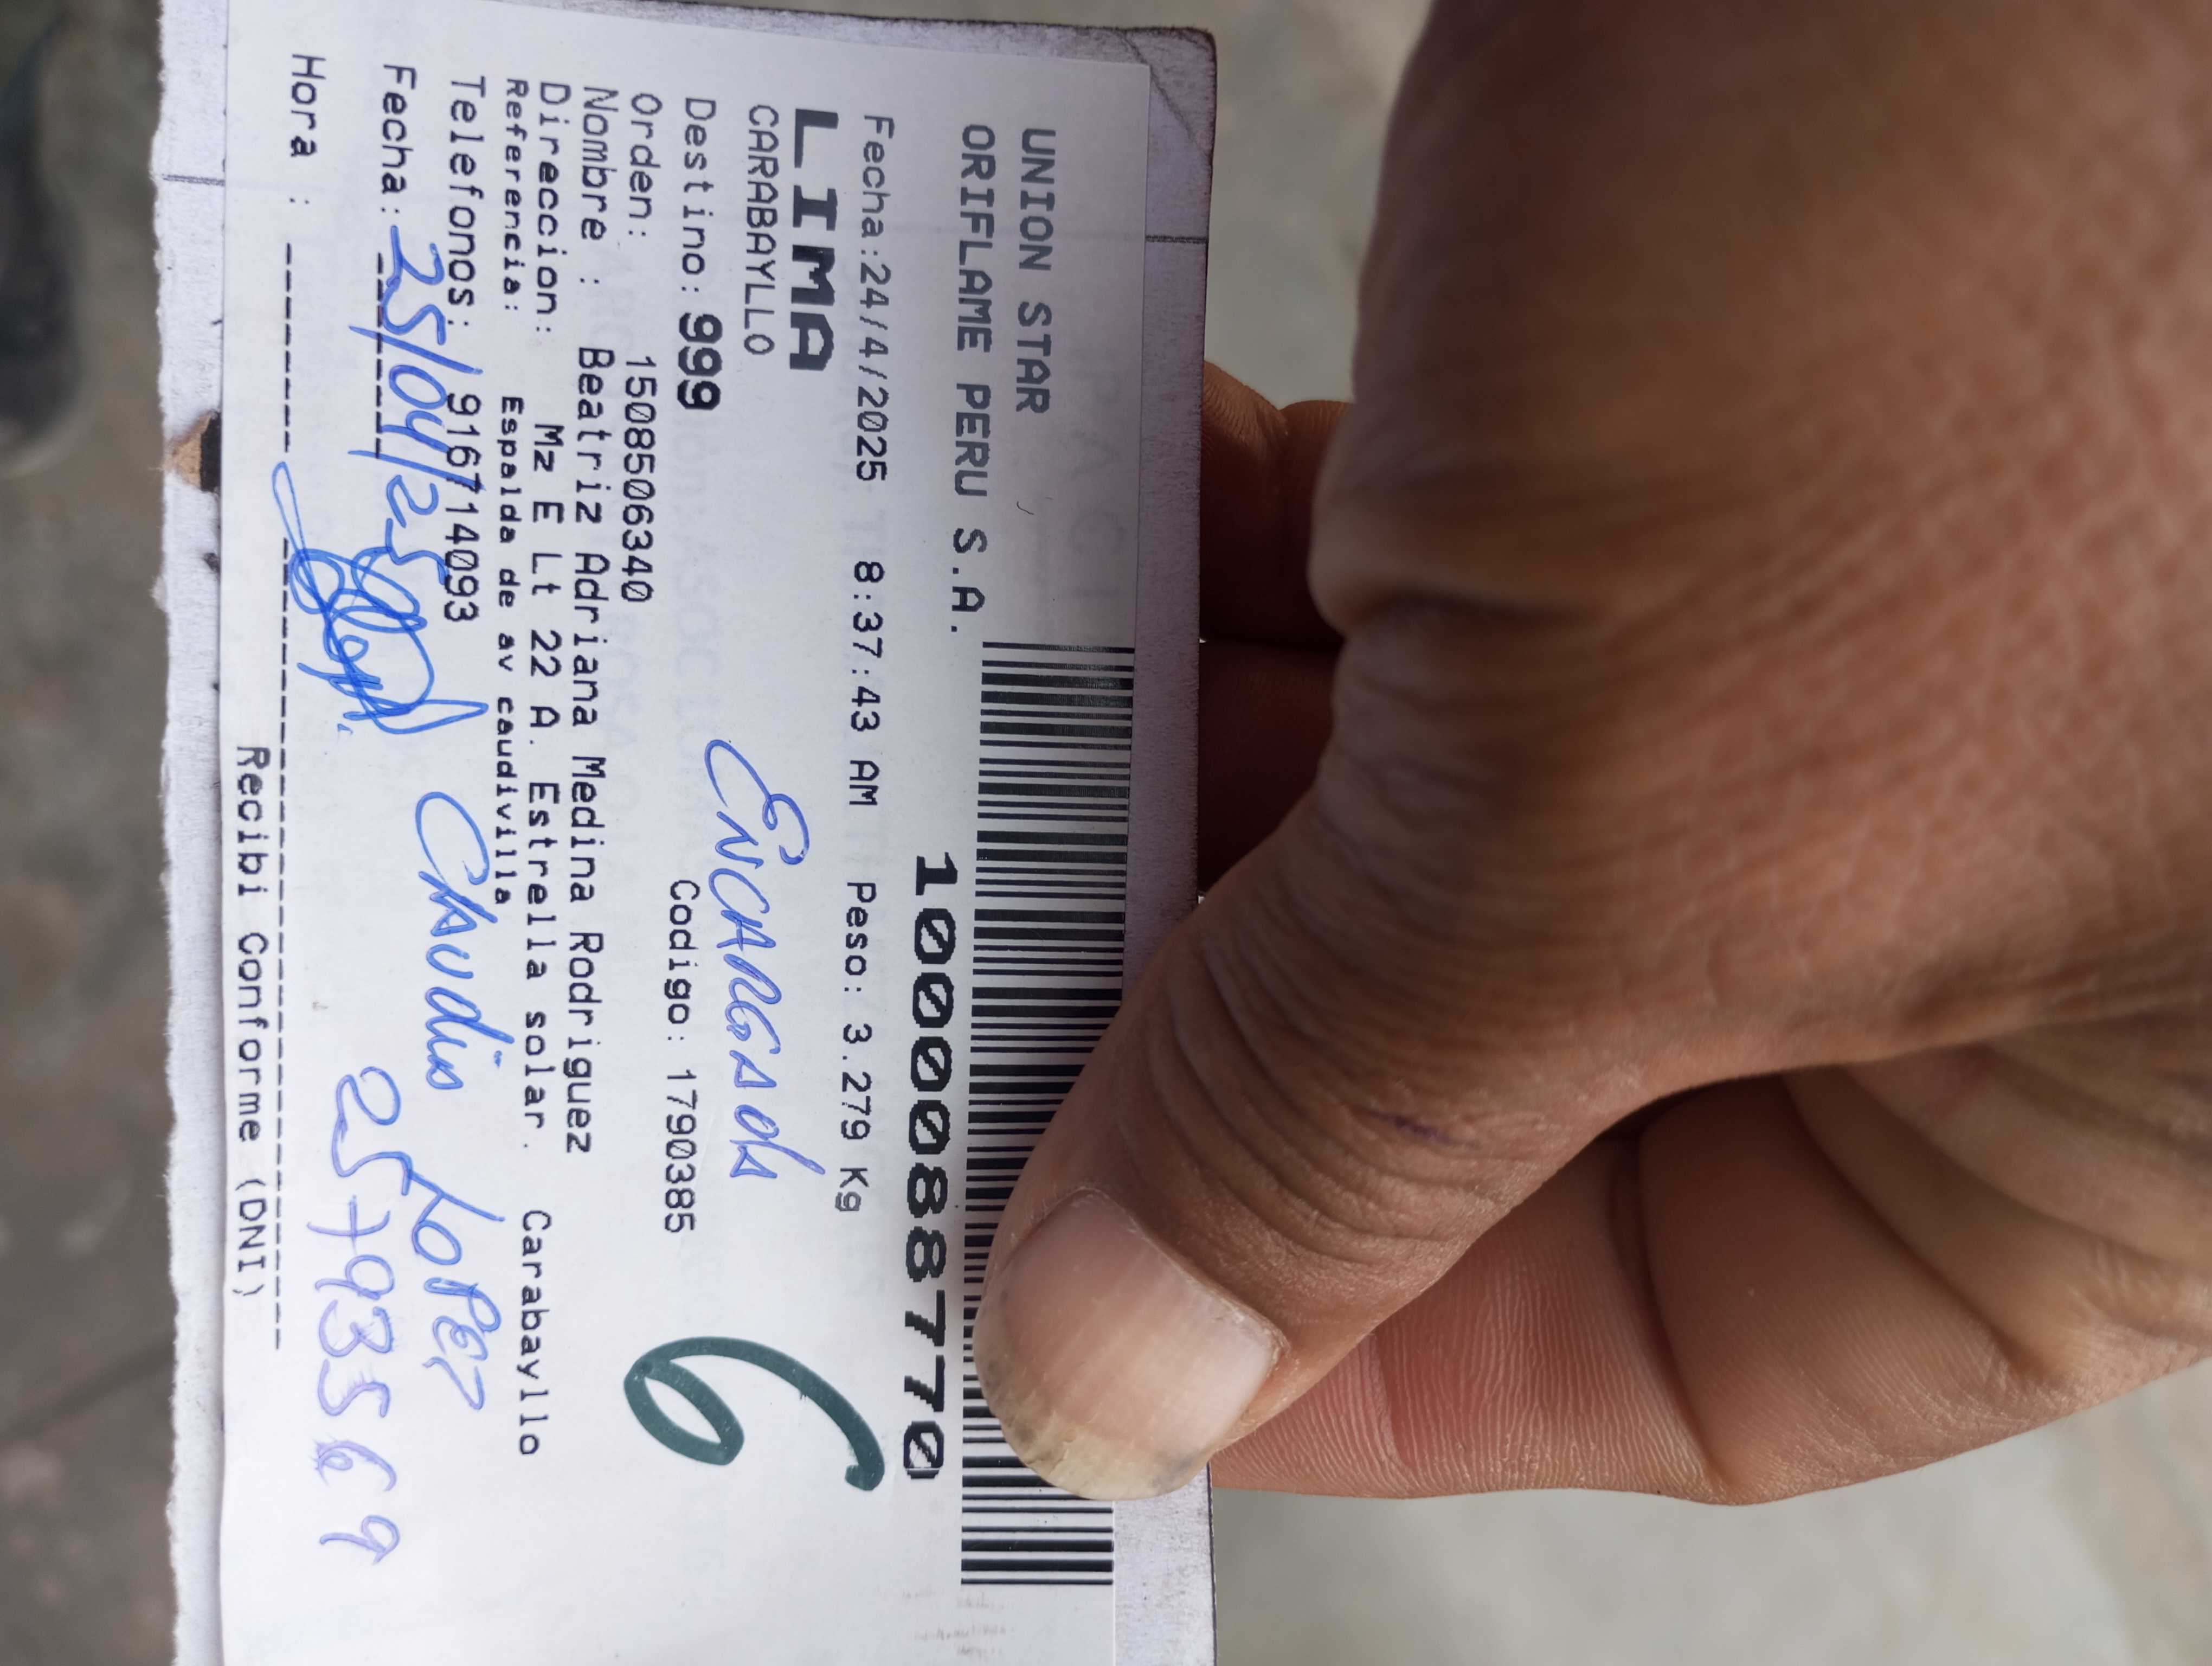 UNION STAR
ORIFLAME PERU S.A.
1000088770
Fecha:24/4/2025 8:37:43 AM Peso: 3.279 Kg
LIMA
CARABAYLLO
ENCARGADA
Destino: 999 Codigo: 1790385
6
Orden: 1508506340
Nombre : Beatriz Adriana Medina Rodriguez
Direccion: Mz E Lt 22 A. Estrella solar. Carabayllo
Referencia: Espalda de av caudivilla
Telefonos: 916714093
CLAUDIA LOPEZ
Fecha: 25/04/25
25793569
Hora :
Recibi Conforme (DNI)